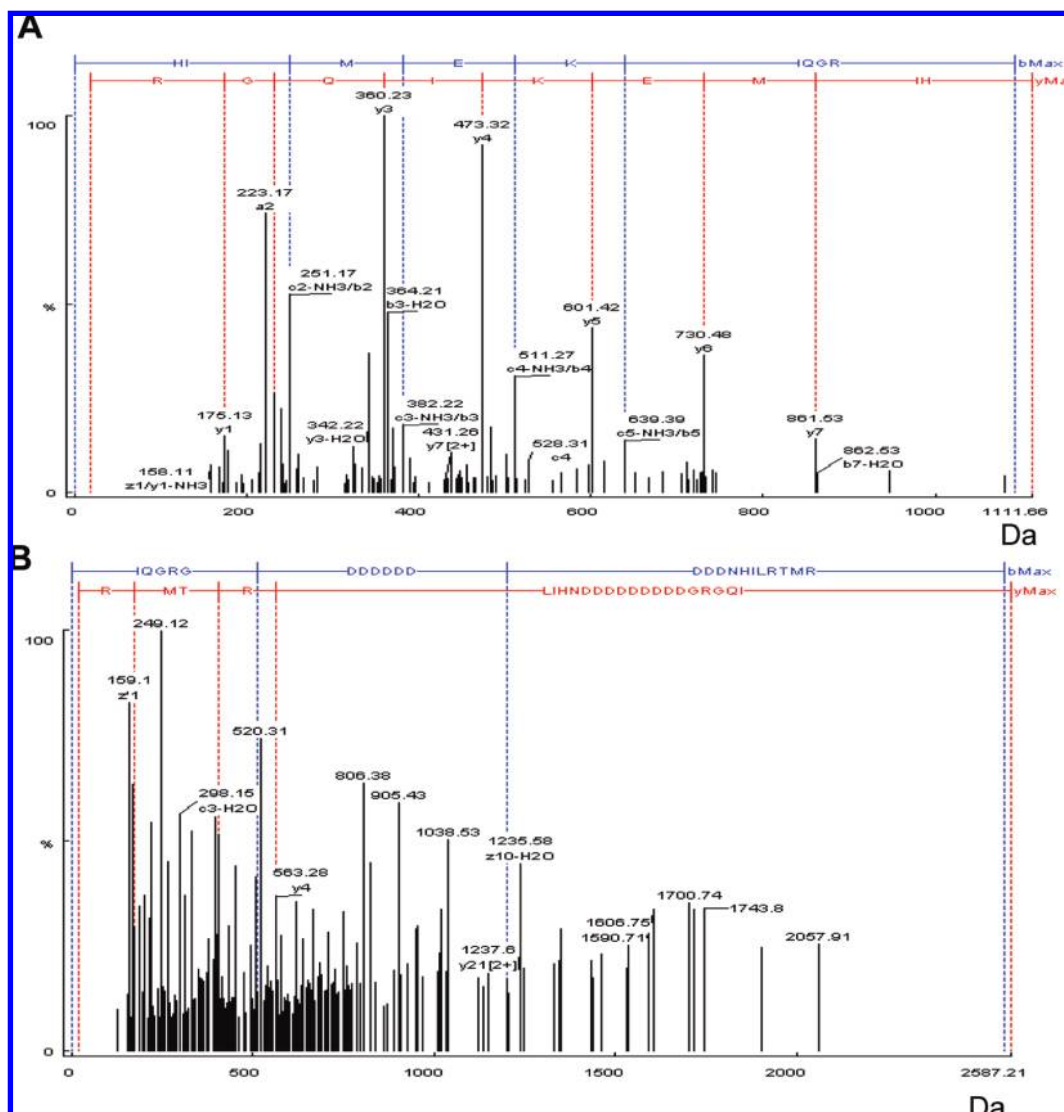 A
HI M E K IQGR bMax
R G Q I K E M IH yMax
360.23
y3
100
473.32
y4
223.17
a2
251.17
c2-NH3/b2
364.21
b3-H2O
%
601.42
y5
730.48
y6
511.27
c4-NH3/b4
175.13
y1
382.22
c3-NH3/b3
342.22
y3-H2O
431.26
y7[2+]
639.39
c5-NH3/b5
861.53
y7
528.31
c4
862.53
b7-H2O
158.11
z1/y1-NH3
0
0 200 400 600 800 1000 1111.66
Da
B
IQGRG DDDDDD DDDNHILRTMR bMax
R MT R LIHNDDDDDDDDDGRGQI yMax
100
249.12
159.1
z'1
520.31
298.15
c3-H2O
806.38
905.43
%
1038.53
1235.58
z10-H2O
563.28
y4
1700.74
1743.8
1606.75
1590.71
1237.6
y21[2+]
2057.91
0
0 500 1000 1500 2000 2587.21
Da